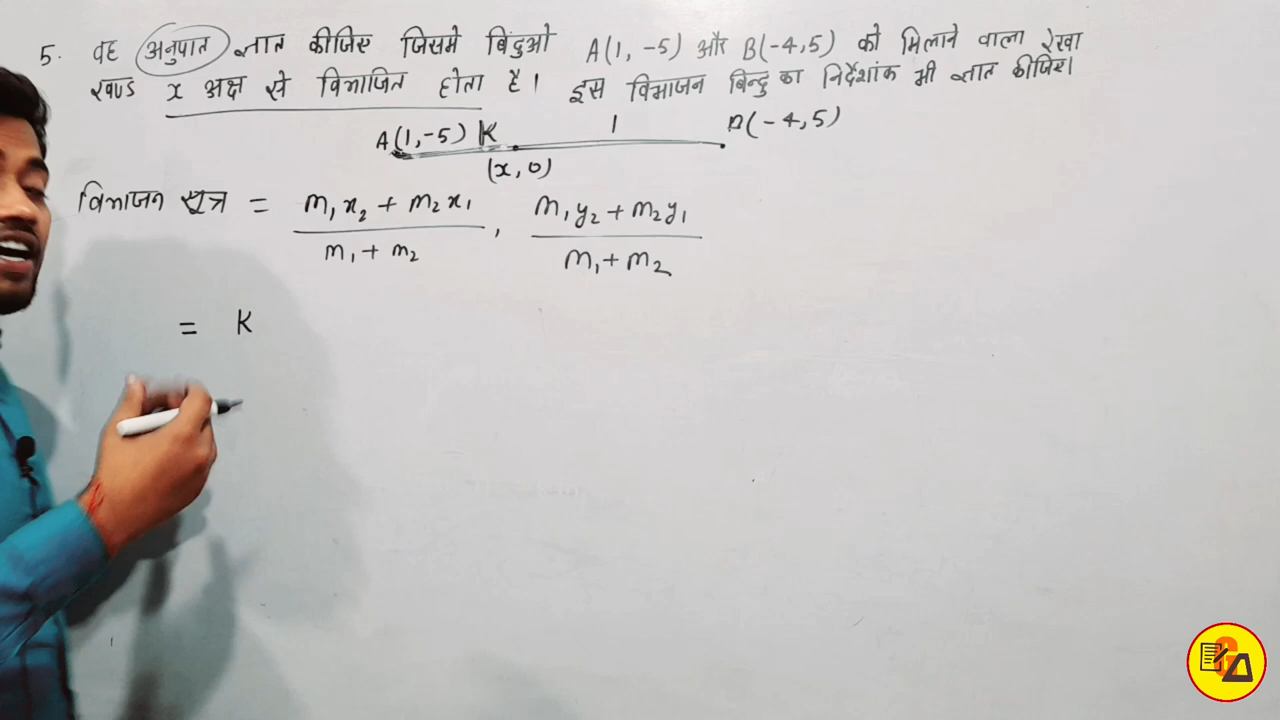 5. वह अनुपात ज्ञात कीजिए जिसमे बिंदुओ A(1, -5) और B(-4,5) को मिलाने वाला रेखा
खण्ड x अक्ष से विभाजित होता है। इस विभाजन बिन्दु का निर्देशांक भी ज्ञात कीजिए।
A(1,-5) K 1 B(-4,5)
(x, 0)
विभाजन सूत्र = (m₁x₂ + m₂x₁)/(m₁ + m₂), (m₁y₂ + m₂y₁)/(m₁ + m₂)
= K